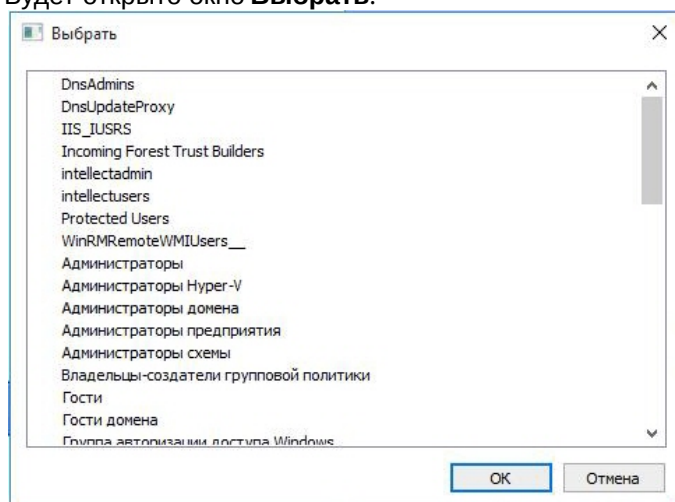 Будет открыто окно Выбрать.
Выбрать
DnsAdmins
DnsUpdateProxy
IIS_IUSRS
Incoming Forest Trust Builders
intellectadmin
intellectusers
Protected Users
WinRMRemoteWMIUsers__
Администраторы
Администраторы Hyper-V
Администраторы домена
Администраторы предприятия
Администраторы схемы
Владельцы-создатели групповой политики
Гости
Гости домена
Группа авторизации доступа Windows
OK
Отмена